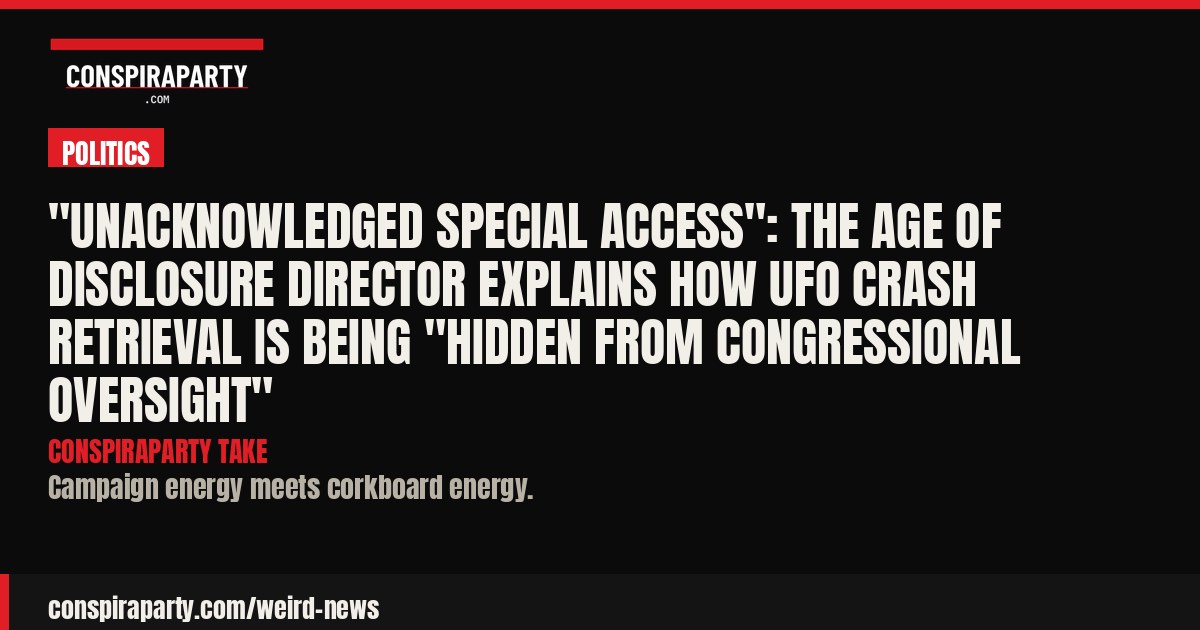 CONSPIRAPARTY
.COM
POLITICS
"UNACKNOWLEDGED SPECIAL ACCESS": THE AGE OF
DISCLOSURE DIRECTOR EXPLAINS HOW UFO CRASH
RETRIEVAL IS BEING "HIDDEN FROM CONGRESSIONAL
OVERSIGHT"
CONSPIRAPARTY TAKE
Campaign energy meets corkboard energy.
conspiraparty.com/weird-news